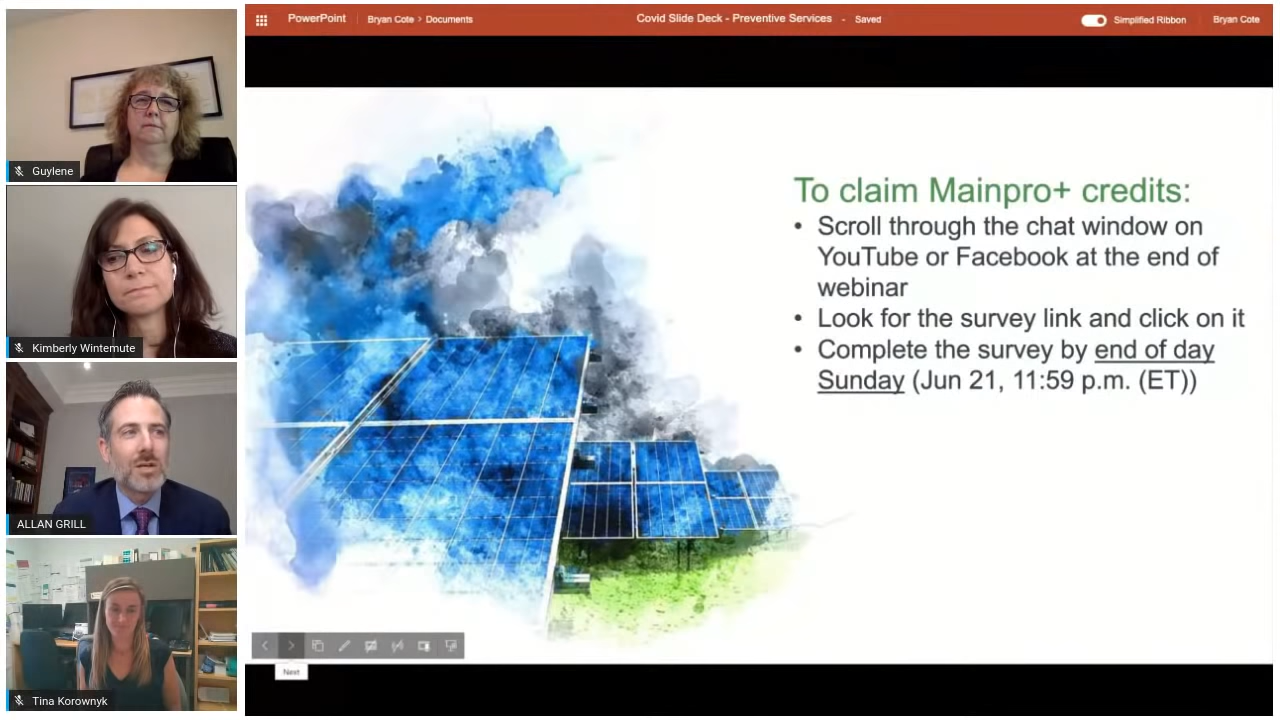 PowerPoint
Bryan Cote > Documents
Covid Slide Deck - Preventive Services - Saved
Simplified Ribbon
Bryan Cote
Guylene
Kimberly Wintemute
ALLAN GRILL
Tina Korownyk
To claim Mainpro+ credits:
• Scroll through the chat window on
YouTube or Facebook at the end of
webinar
• Look for the survey link and click on it
• Complete the survey by end of day
Sunday (Jun 21, 11:59 p.m. (ET))
Next